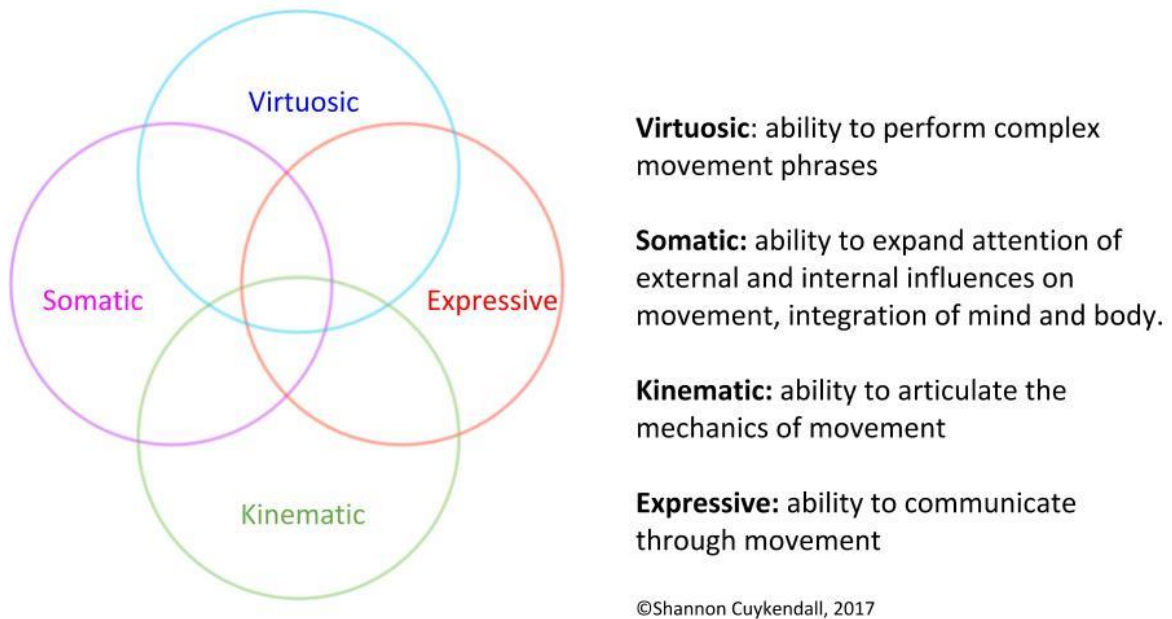 Virtuosic
Somatic
Expressive
Kinematic
Virtuosic: ability to perform complex
movement phrases
Somatic: ability to expand attention of
external and internal influences on
movement, integration of mind and body.
Kinematic: ability to articulate the
mechanics of movement
Expressive: ability to communicate
through movement
©Shannon Cuykendall, 2017